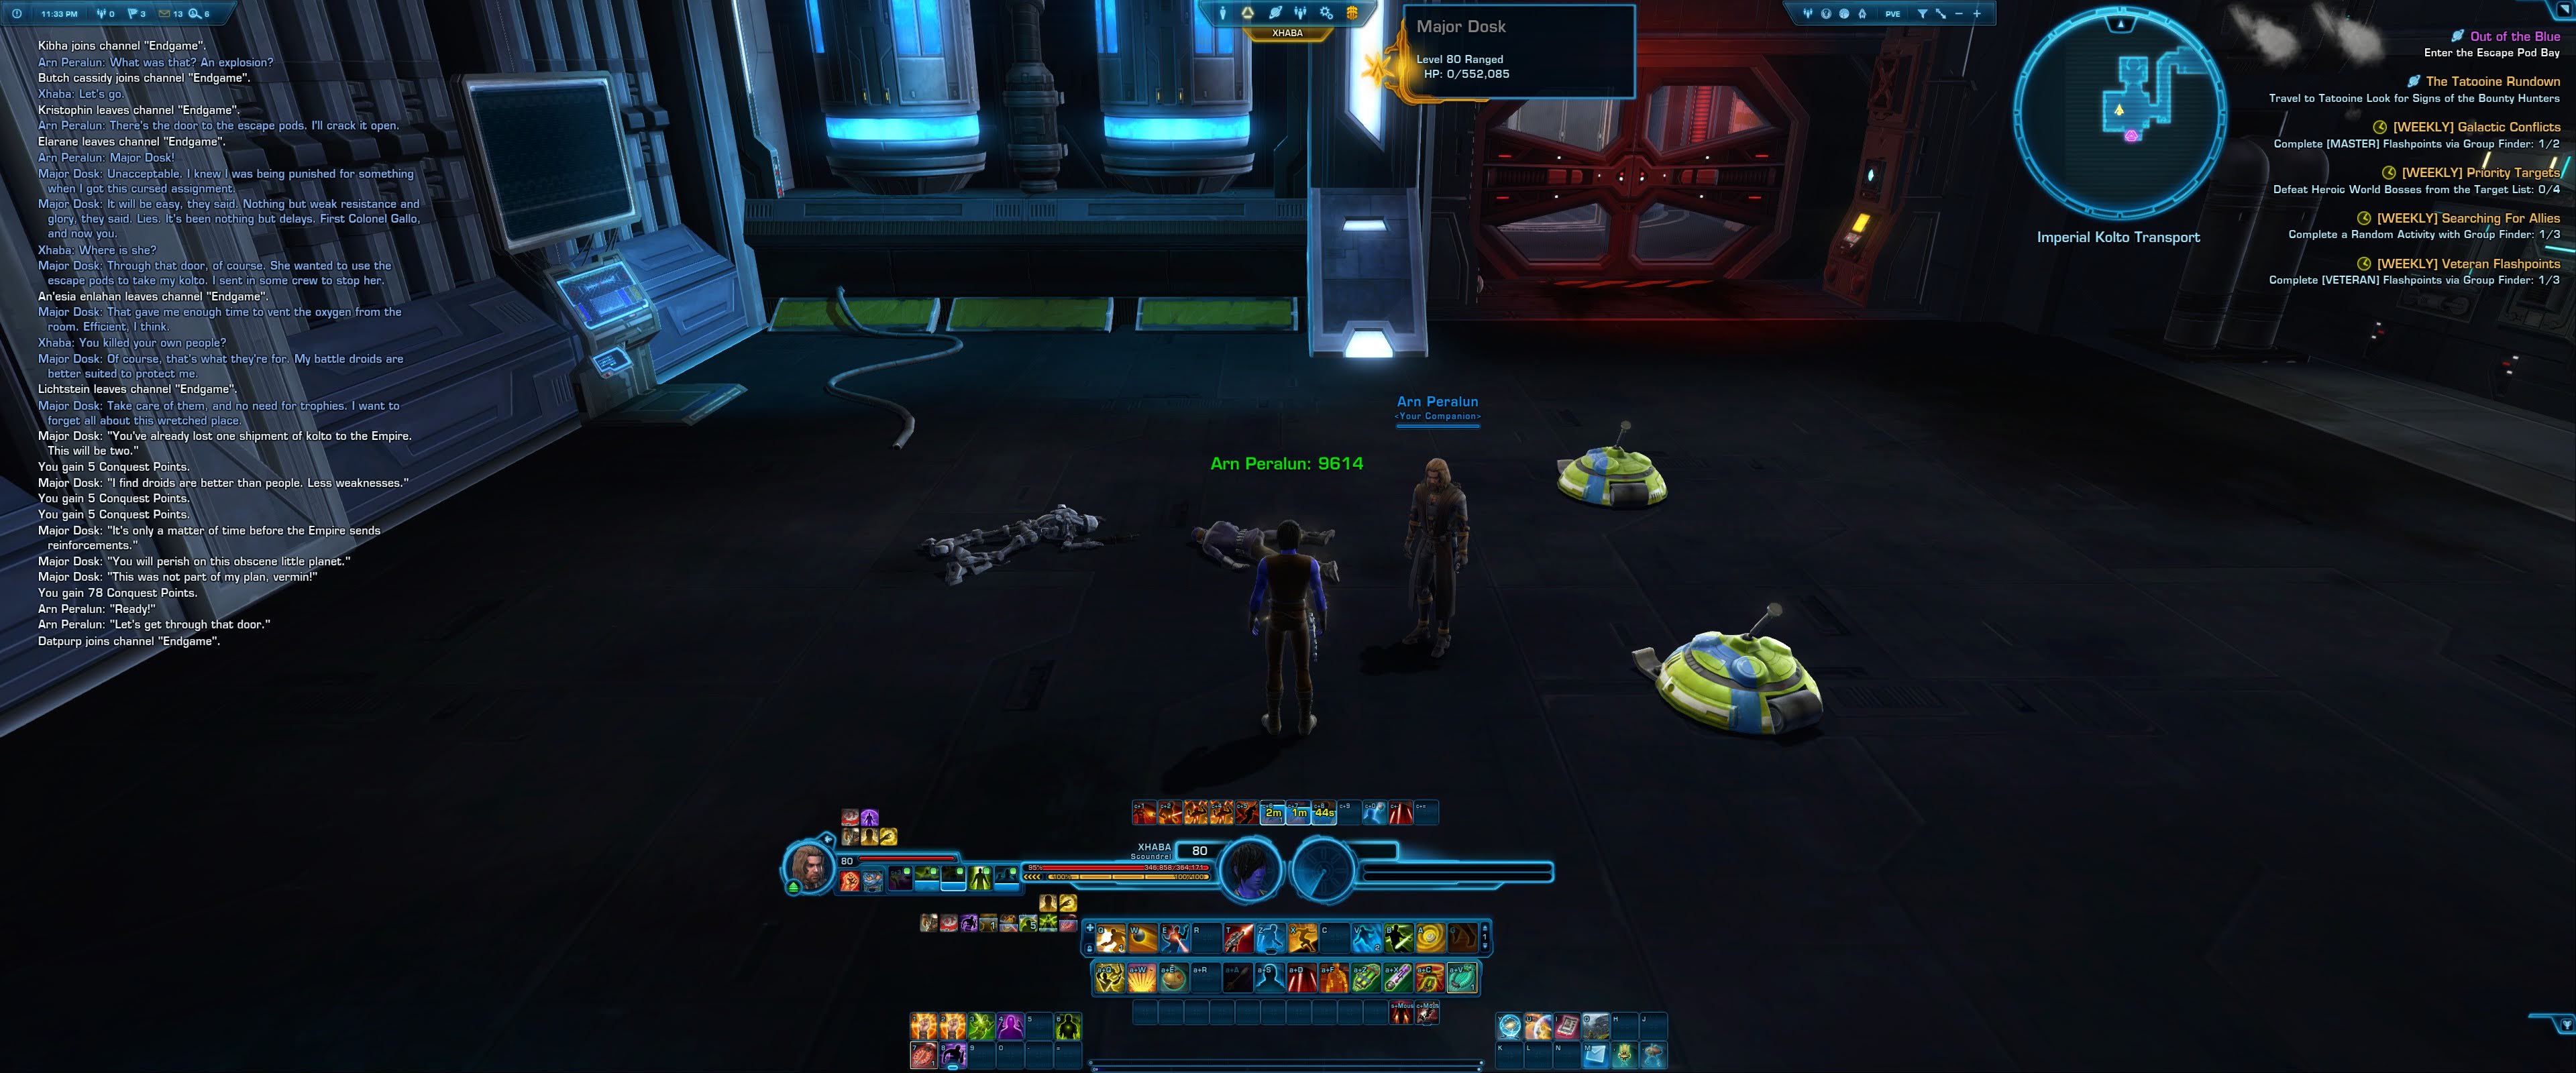 11:33 PM 0 3 13 6
XHABA
PVE
Major Dosk
Level 80 Ranged
HP: 0/552,085
Kibha joins channel "Endgame".
Arn Peralun: What was that? An explosion?
Butch cassidy joins channel "Endgame".
Xhaba: Let's go.
Kristophin leaves channel "Endgame".
Arn Peralun: There's the door to the escape pods. I'll crack it open.
Elarane leaves channel "Endgame".
Arn Peralun: Major Dosk!
Major Dosk: Unacceptable. I knew I was being punished for something
when I got this cursed assignment.
Major Dosk: It will be easy, they said. Nothing but weak resistance and
glory, they said. Lies. It's been nothing but delays. First Colonel Gallo,
and now you.
Xhaba: Where is she?
Major Dosk: Through that door, of course. She wanted to use the
escape pods to take my kolto. I sent in some crew to stop her.
An'esia enlahan leaves channel "Endgame".
Major Dosk: That gave me enough time to vent the oxygen from the
room. Efficient, I think.
Xhaba: You killed your own people?
Major Dosk: Of course, that's what they're for. My battle droids are
better suited to protect me.
Lichtstein leaves channel "Endgame".
Major Dosk: Take care of them, and no need for trophies. I want to
forget all about this wretched place.
Major Dosk: "You've already lost one shipment of kolto to the Empire.
This will be two."
You gain 5 Conquest Points.
Major Dosk: "I find droids are better than people. Less weaknesses."
You gain 5 Conquest Points.
You gain 5 Conquest Points.
Major Dosk: "It's only a matter of time before the Empire sends
reinforcements."
Major Dosk: "You will perish on this obscene little planet."
Major Dosk: "This was not part of my plan, vermin!"
You gain 78 Conquest Points.
Arn Peralun: "Ready!"
Arn Peralun: "Let's get through that door."
Datpurp joins channel "Endgame".
Imperial Kolto Transport
Out of the Blue
Enter the Escape Pod Bay
The Tatooine Rundown
Travel to Tatooine Look for Signs of the Bounty Hunters
[WEEKLY] Galactic Conflicts
Complete [MASTER] Flashpoints via Group Finder: 1/2
[WEEKLY] Priority Targets
Defeat Heroic World Bosses from the Target List: 0/4
[WEEKLY] Searching For Allies
Complete a Random Activity with Group Finder: 1/3
[WEEKLY] Veteran Flashpoints
Complete [VETERAN] Flashpoints via Group Finder: 1/3
Arn Peralun
<Your Companion>
Arn Peralun: 9614
2m 1m 44s
XHABA
Scoundrel
80
80
95% 346,858/364,171
100% 100/100